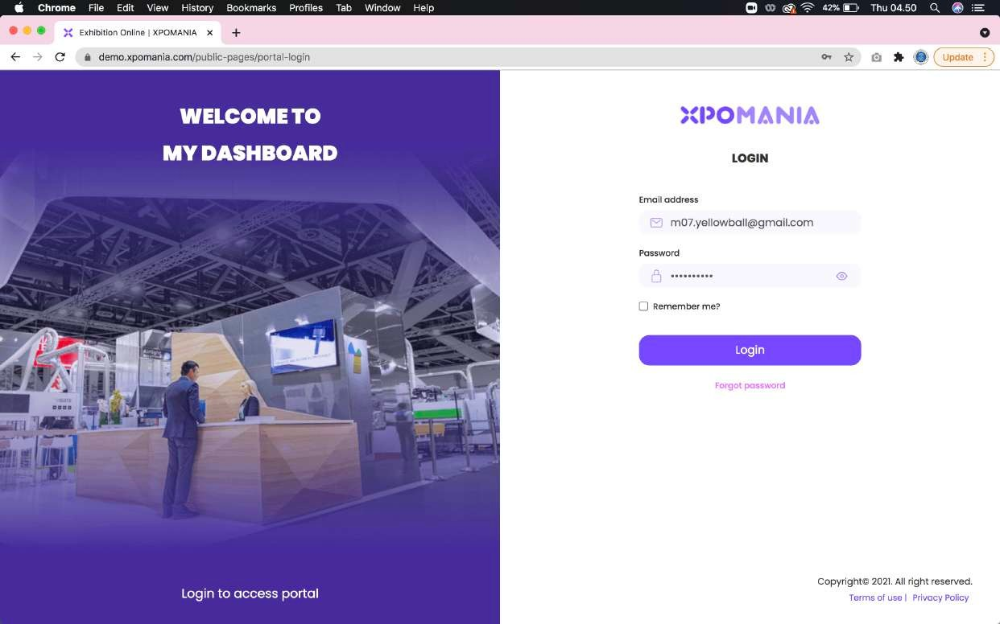 Chrome File Edit View History Bookmarks Profiles Tab Window Help 42% Thu 04.50
Exhibition Online | XPOMANIA
demo.xpomania.com/public-pages/portal-login
Update
WELCOME TO
MY DASHBOARD
Login to access portal
XPOMANIA
LOGIN
Email address
m07.yellowball@gmail.com
Password
••••••••••
Remember me?
Login
Forgot password
Copyright© 2021. All right reserved.
Terms of use | Privacy Policy